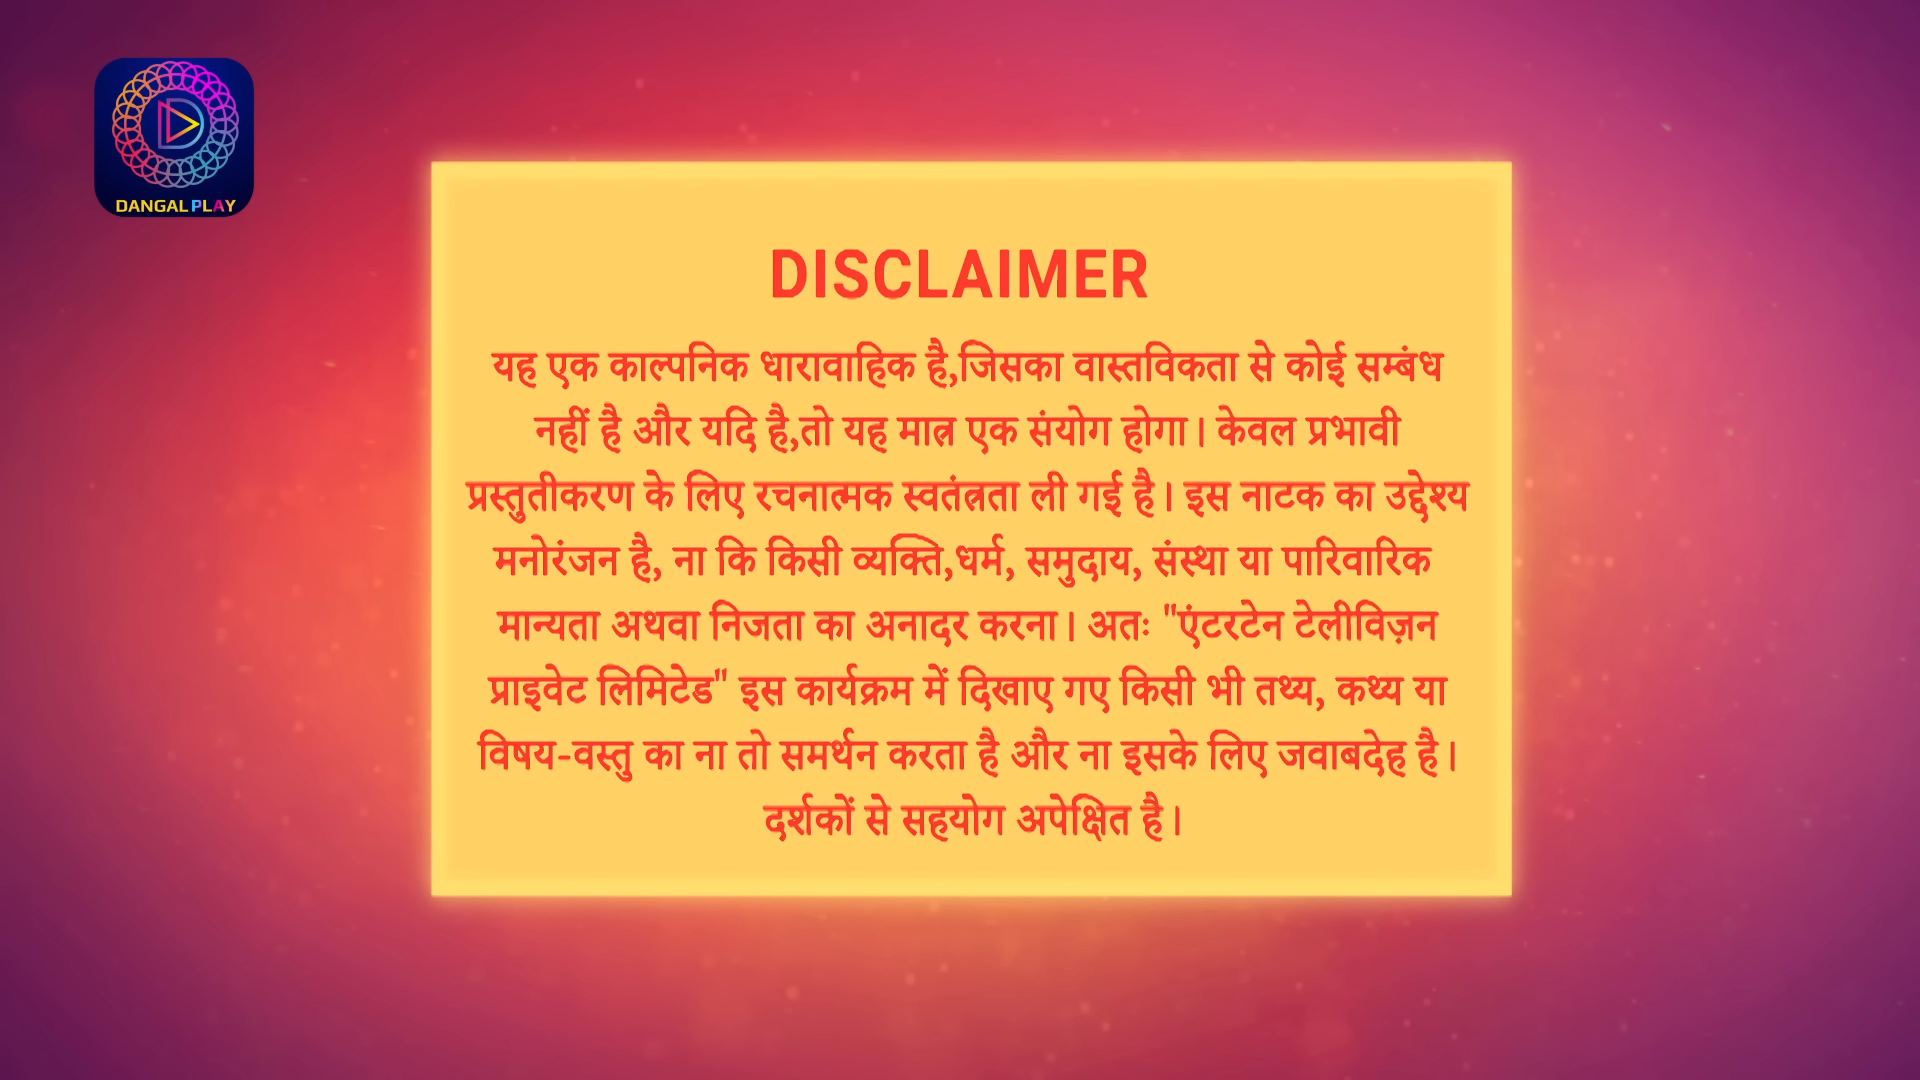 DANGAL PLAY
DISCLAIMER
यह एक काल्पनिक धारावाहिक है,जिसका वास्तविकता से कोई सम्बंध
नहीं है और यदि है,तो यह मात्र एक संयोग होगा। केवल प्रभावी
प्रस्तुतीकरण के लिए रचनात्मक स्वतंत्रता ली गई है। इस नाटक का उद्देश्य
मनोरंजन है, ना कि किसी व्यक्ति,धर्म, समुदाय, संस्था या पारिवारिक
मान्यता अथवा निजता का अनादर करना। अतः "एंटरटेन टेलीविज़न
प्राइवेट लिमिटेड" इस कार्यक्रम में दिखाए गए किसी भी तथ्य, कथ्य या
विषय-वस्तु का ना तो समर्थन करता है और ना इसके लिए जवाबदेह है।
दर्शकों से सहयोग अपेक्षित है।